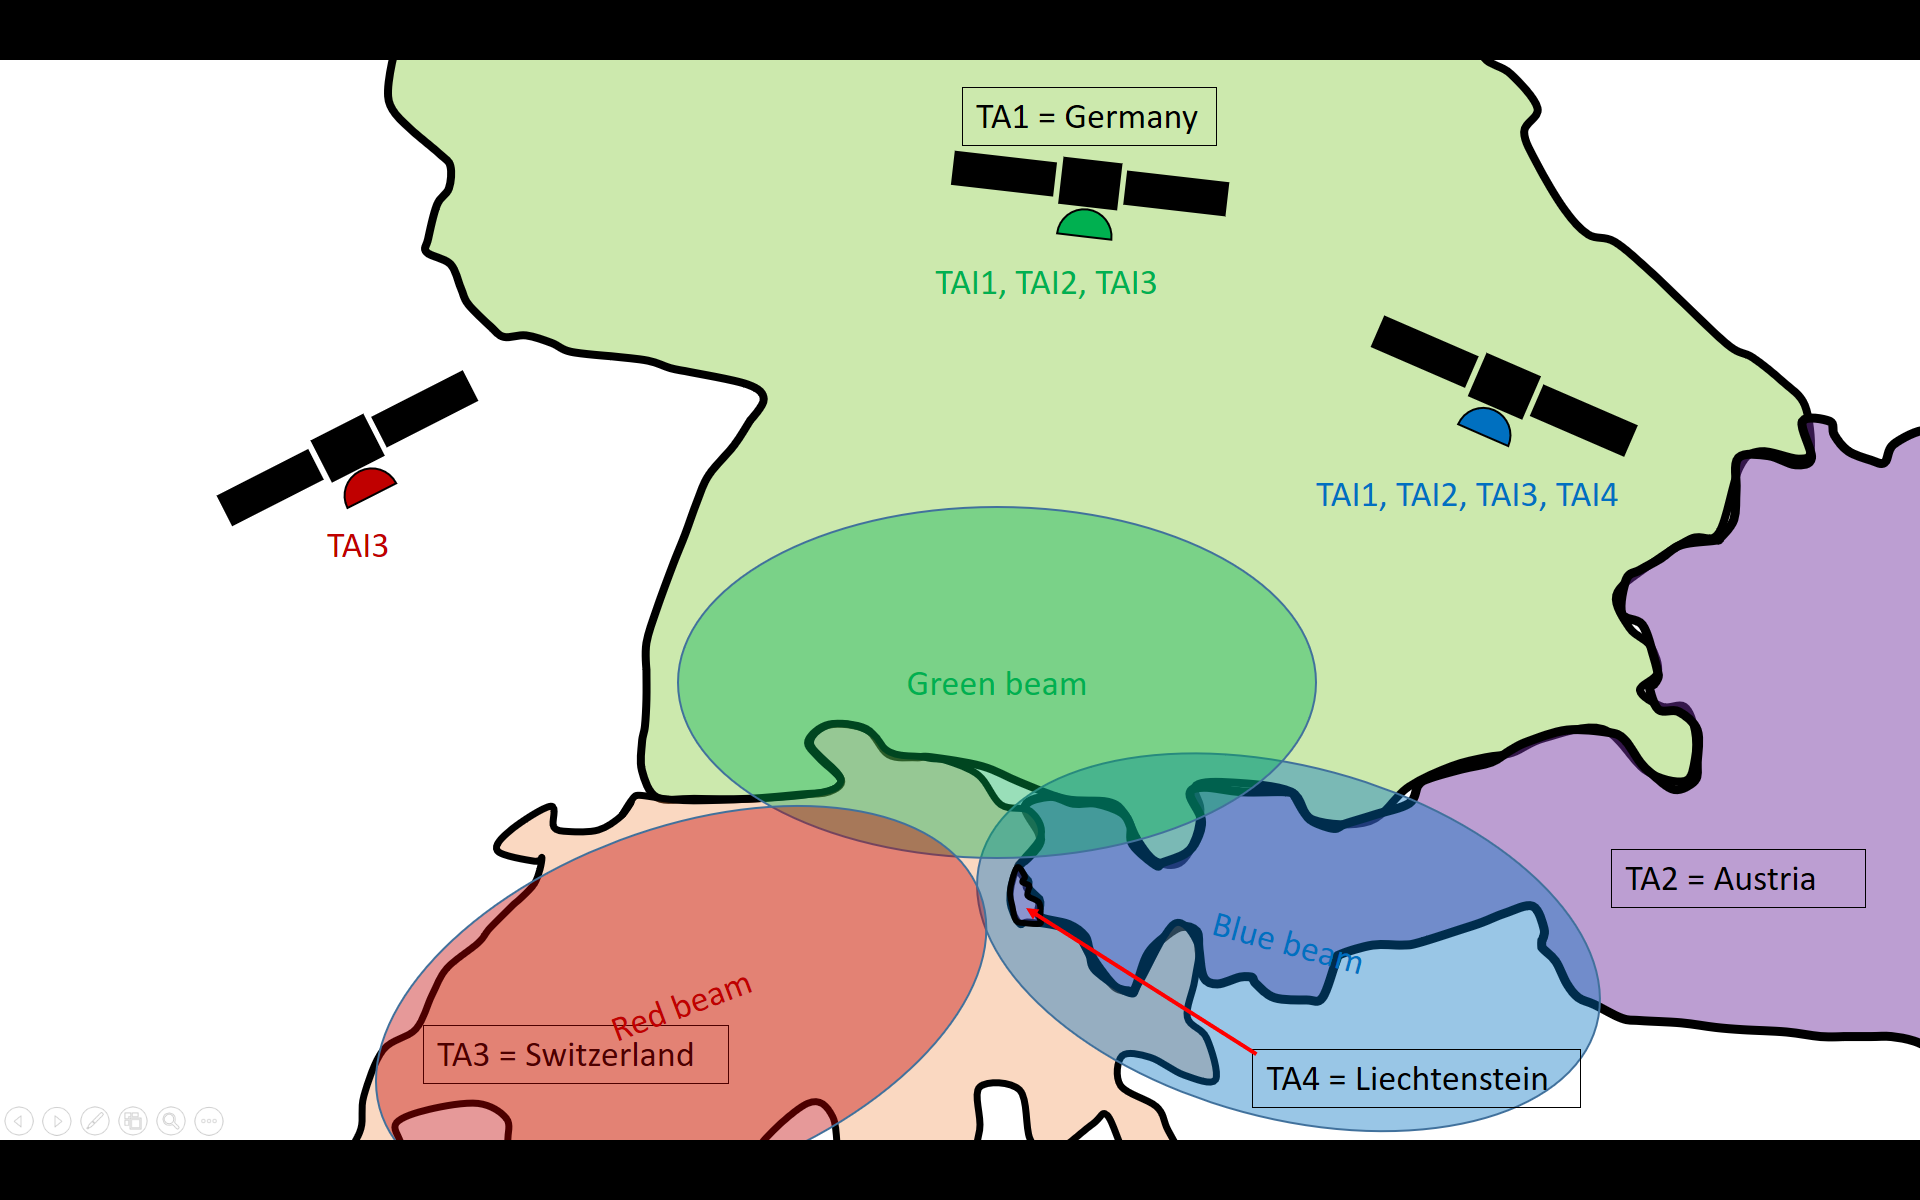 TA1 = Germany
TAI1, TAI2, TAI3
TAI1, TAI2, TAI3, TAI4
TAI3
Green beam
TA2 = Austria
Blue beam
Red beam
TA3 = Switzerland
TA4 = Liechtenstein